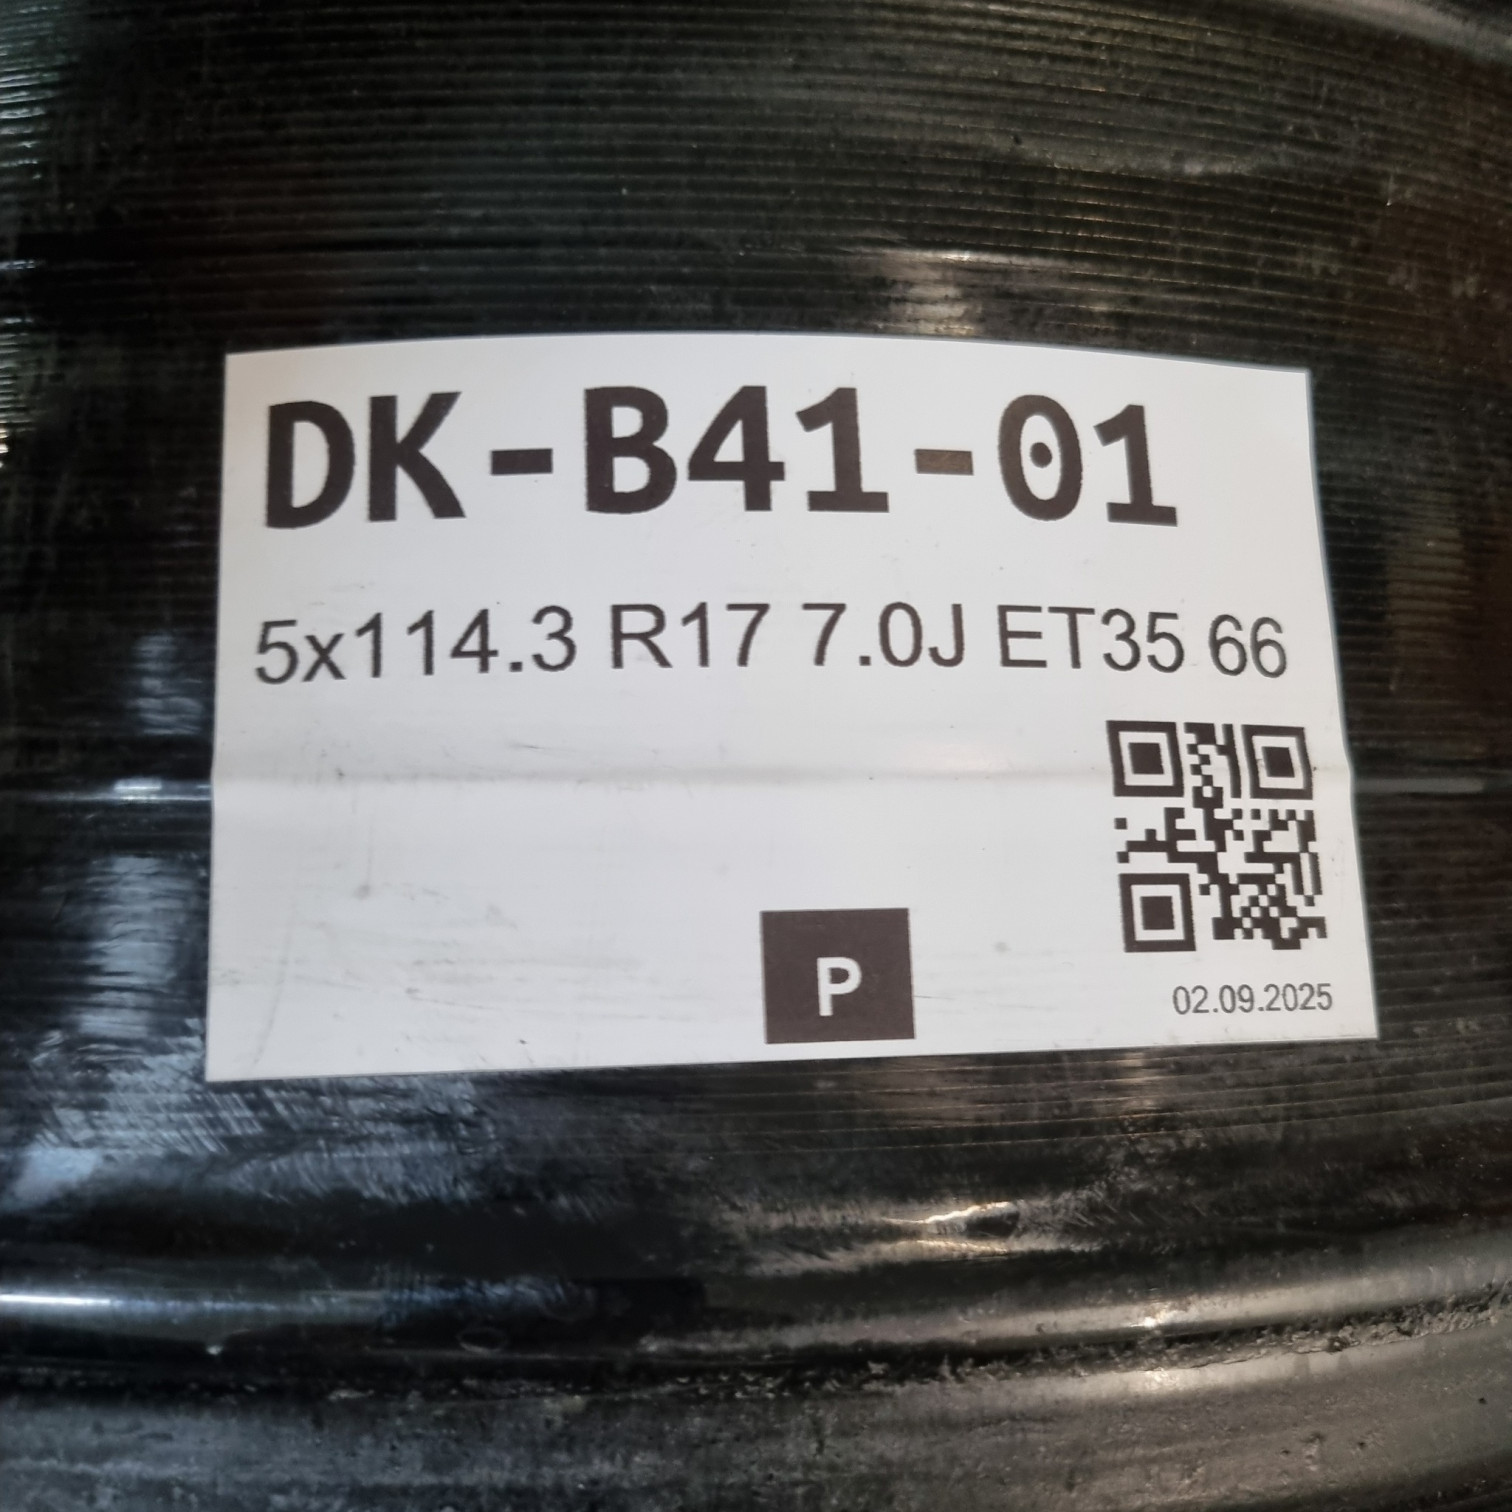 DK-B41-01
5x114.3 R17 7.0J ET35 66
P
02.09.2025